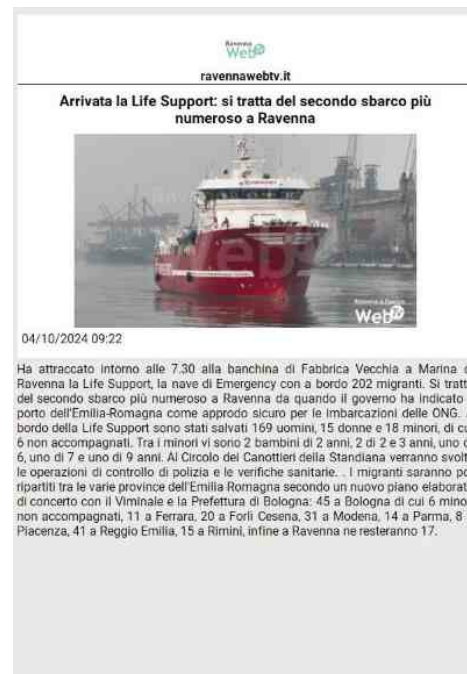 Ravenna
Web tv
ravennawebtv.it
Arrivata la Life Support: si tratta del secondo sbarco più
numeroso a Ravenna
Web
Ravenna e Dintorni
Web tv
04/10/2024 09:22
Ha attraccato intorno alle 7.30 alla banchina di Fabbrica Vecchia a Marina
Ravenna la Life Support, la nave di Emergency con a bordo 202 migranti. Si tratt
del secondo sbarco più numeroso a Ravenna da quando il governo ha indicato
porto dell'Emilia-Romagna come approdo sicuro per le imbarcazioni delle ONG.
bordo della Life Support sono stati salvati 169 uomini, 15 donne e 18 minori, di cu
6 non accompagnati. Tra i minori vi sono 2 bambini di 2 anni, 2 di 2 e 3 anni, uno
6, uno di 7 e uno di 9 anni. Al Circolo dei Canottieri della Standiana verranno svolt
le operazioni di controllo di polizia e le verifiche sanitarie. . I migranti saranno po
ripartiti tra le varie province dell'Emilia Romagna secondo un nuovo piano elaborat
di concerto con il Viminale e la Prefettura di Bologna: 45 a Bologna di cui 6 mino
non accompagnati, 11 a Ferrara, 20 a Forlì Cesena, 31 a Modena, 14 a Parma, 8
Piacenza, 41 a Reggio Emilia, 15 a Rimini, infine a Ravenna ne resteranno 17.